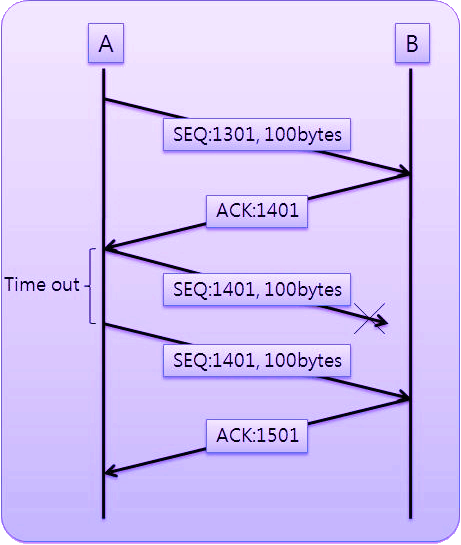 A
B
SEQ:1301, 100bytes
ACK:1401
Time out
SEQ:1401, 100bytes
SEQ:1401, 100bytes
ACK:1501